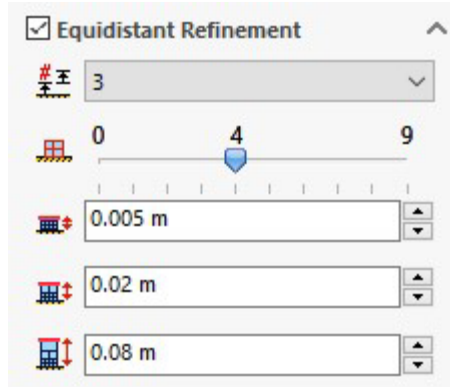 Equidistant Refinement
#
3
0 4 9
0.005 m
0.02 m
0.08 m